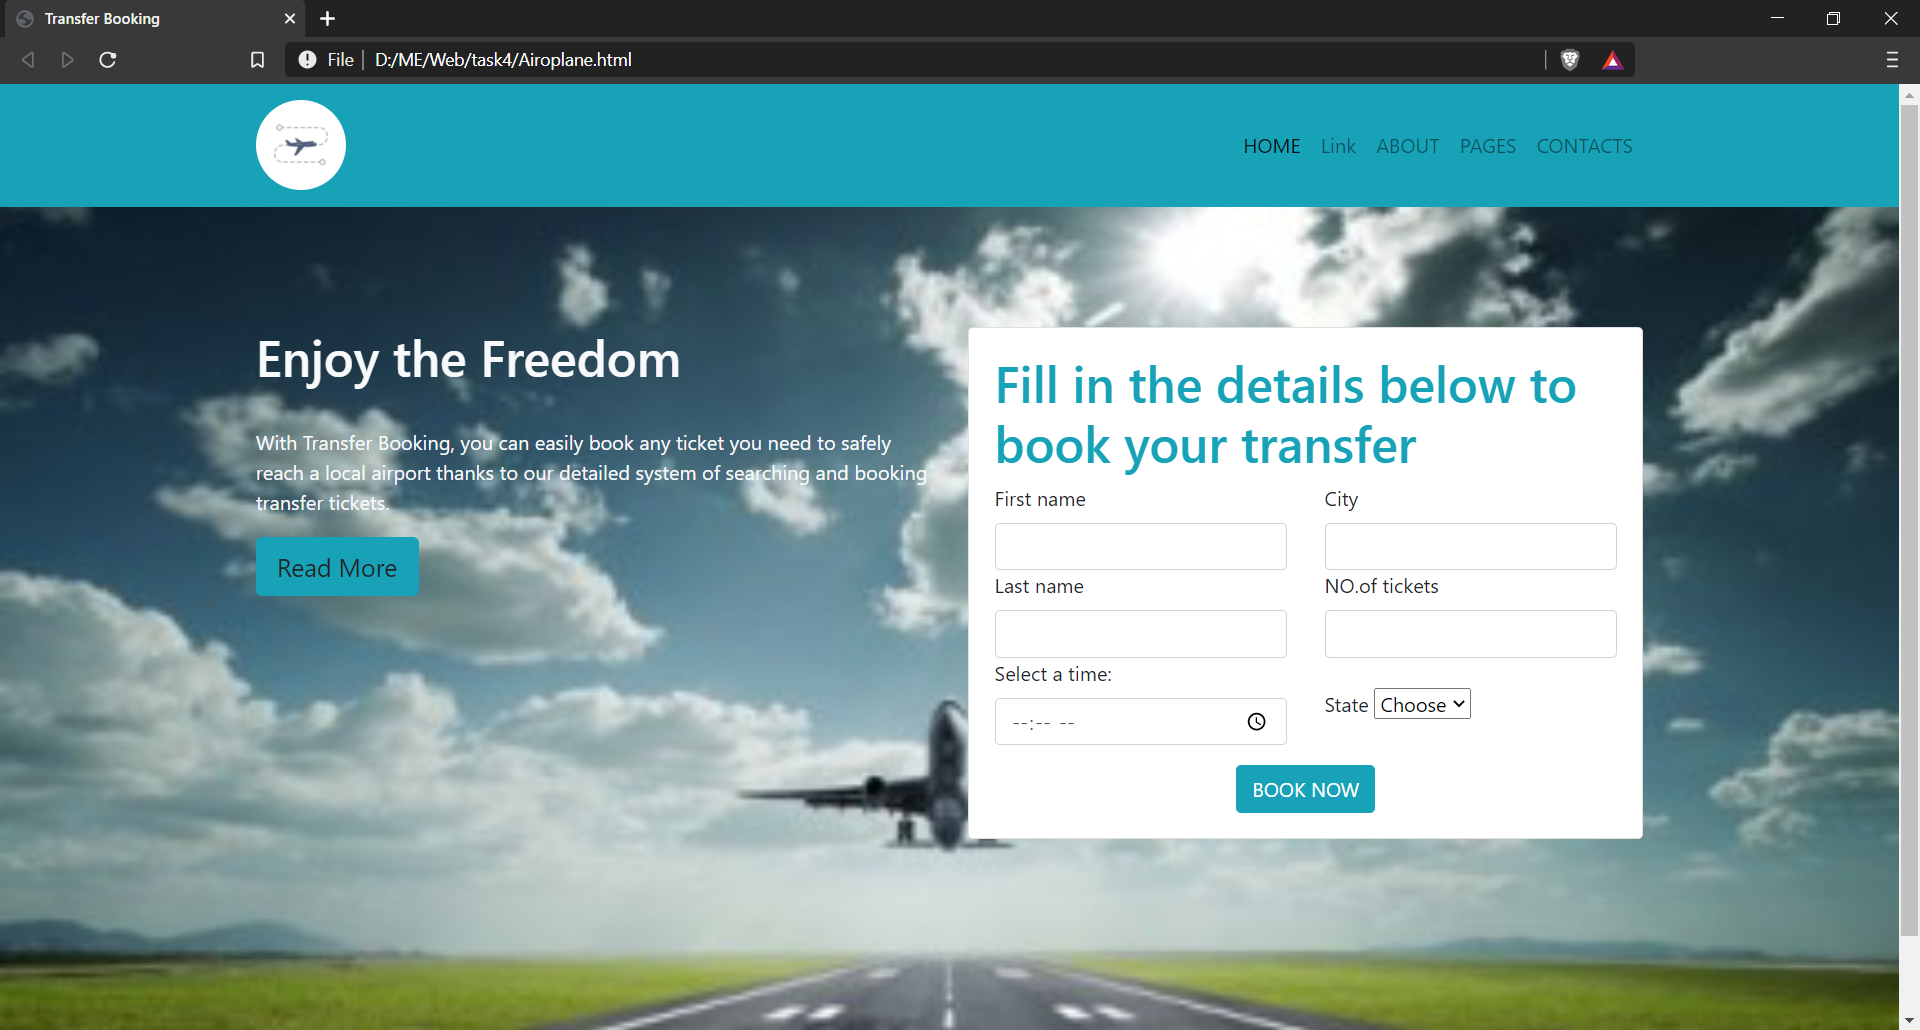 Transfer Booking
File D:/ME/Web/task4/Airoplane.html
HOME Link ABOUT PAGES CONTACTS
Enjoy the Freedom
With Transfer Booking, you can easily book any ticket you need to safely
reach a local airport thanks to our detailed system of searching and booking
transfer tickets.
Read More
Fill in the details below to
book your transfer
First name
City
Last name
NO.of tickets
Select a time:
--:-- --
State Choose
BOOK NOW